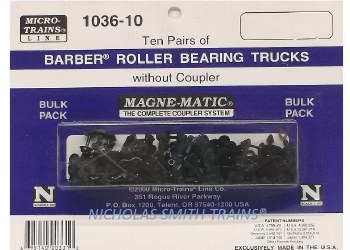 MICRO-
TRAINS®
LINE
1036-10
Ten Pairs of
BARBER® ROLLER BEARING TRUCKS
without Coupler
BULK
PACK
MAGNE-MATIC®
THE COMPLETE COUPLER SYSTEM
BULK
PACK
©2000 Micro-Trains® Line Co.
351 Rogue River Parkway
P.O. Box 1200, Talent, OR 97540-1200 USA
N
N
NICHOLAS SMITH TRAINS®
EXCLUSIVELY MADE IN THE U.S.A.